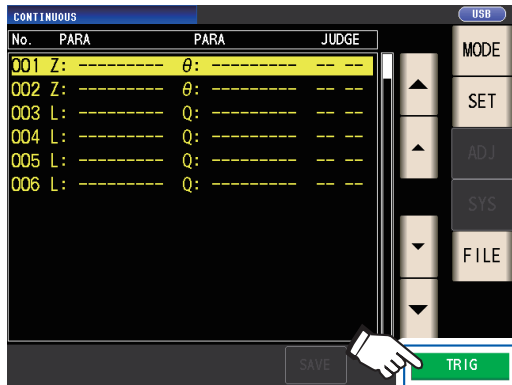 CONTINUOUS USB
No. PARA PARA JUDGE
001 Z: --------- θ: --------- -- --
002 Z: --------- θ: --------- -- --
003 L: --------- Q: --------- -- --
004 L: --------- Q: --------- -- --
005 L: --------- Q: --------- -- --
006 L: --------- Q: --------- -- --
MODE
SET
ADJ
SYS
FILE
SAVE
TRIG